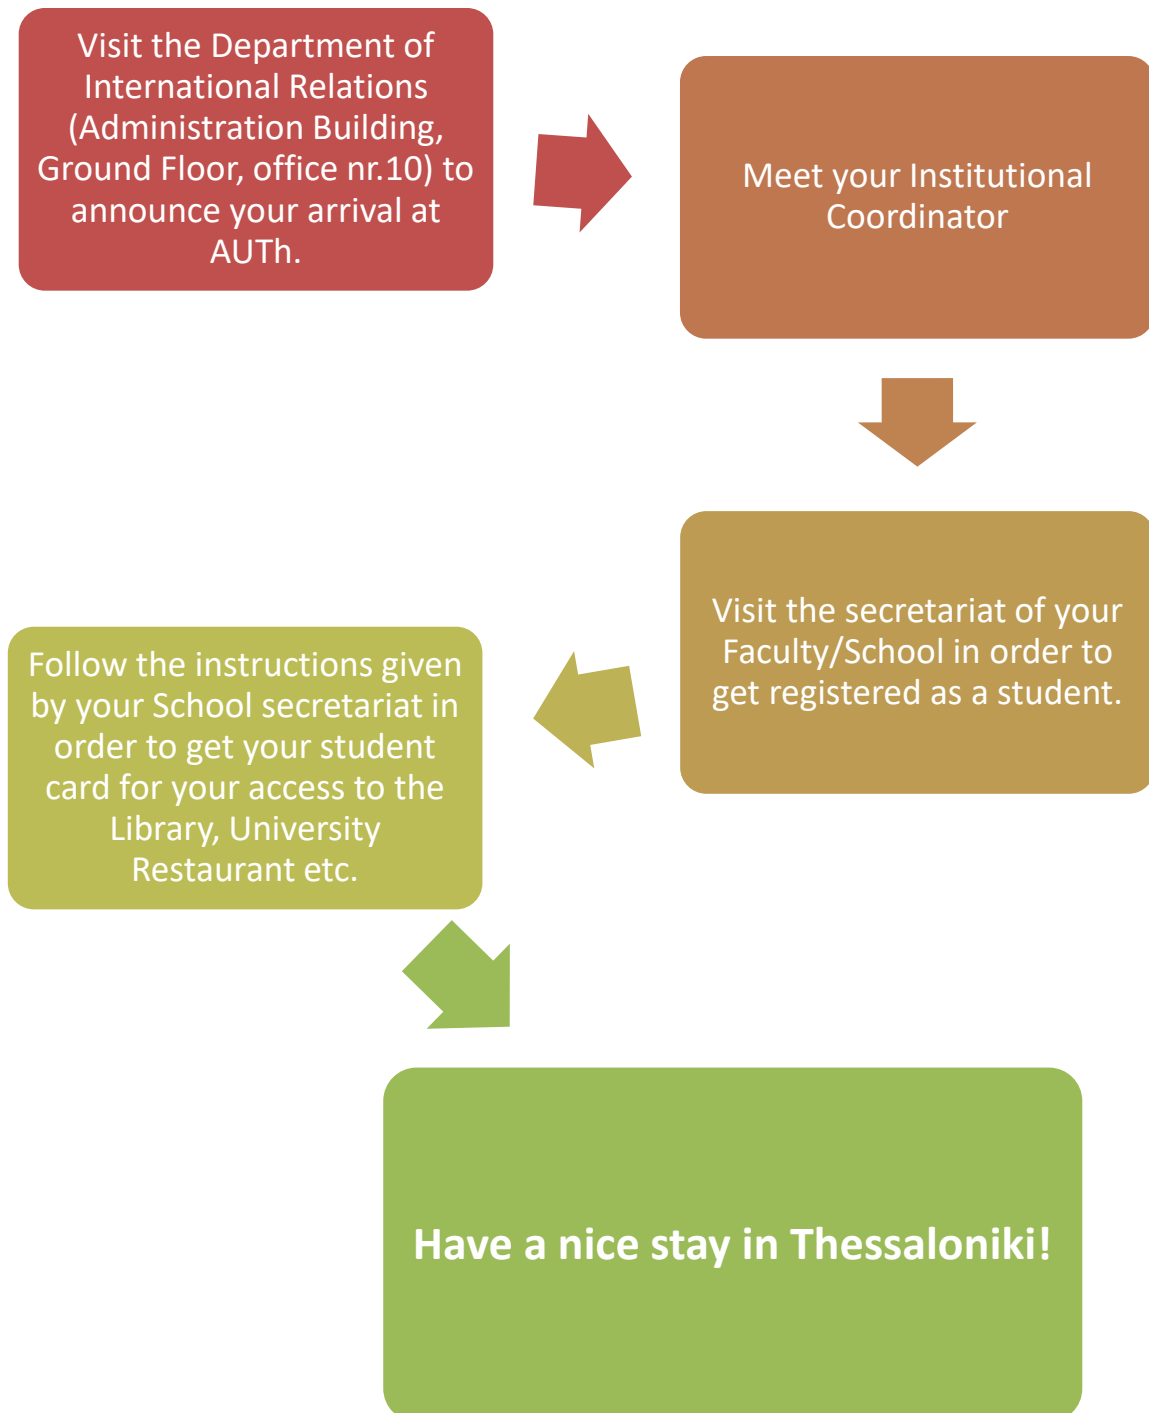 Visit the Department of
International Relations
(Administration Building,
Ground Floor, office nr.10) to
announce your arrival at
AUTh.
Meet your Institutional
Coordinator
Visit the secretariat of your
Faculty/School in order to
get registered as a student.
Follow the instructions given
by your School secretariat in
order to get your student
card for your access to the
Library, University
Restaurant etc.
Have a nice stay in Thessaloniki!